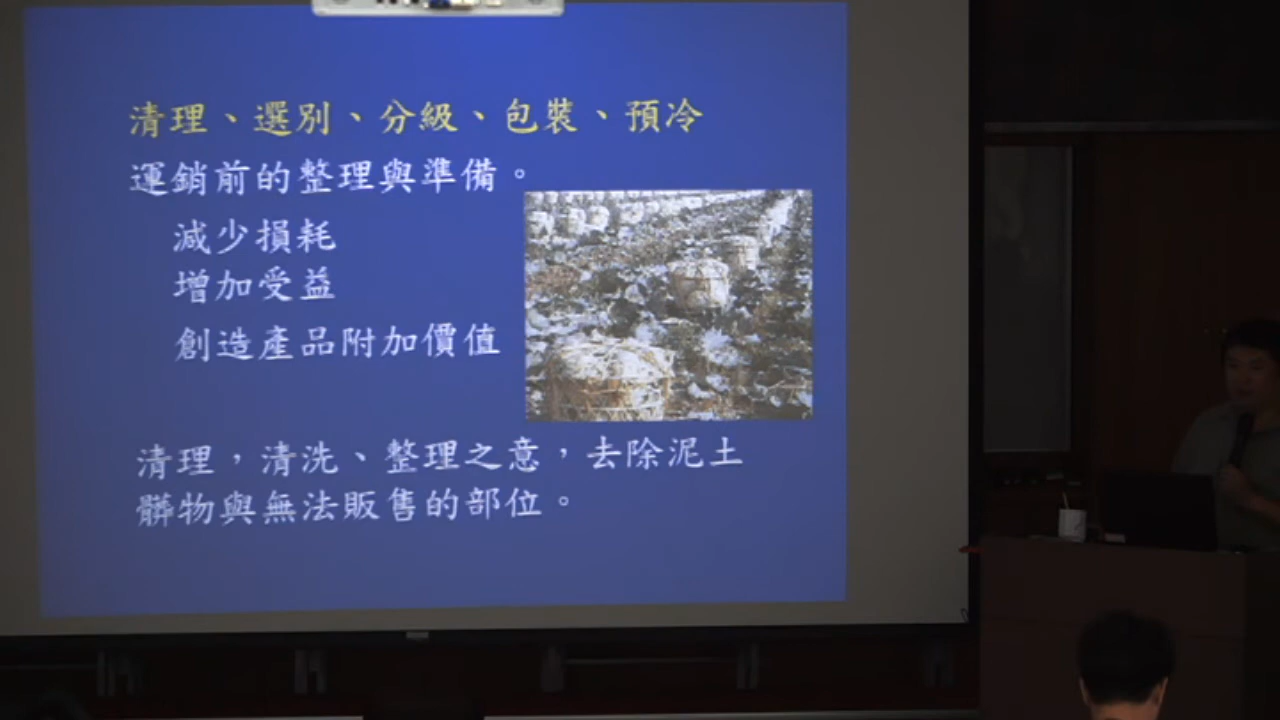 清理、選別、分級、包裝、預冷
運銷前的整理與準備。
減少損耗
增加受益
創造產品附加價值
清理，清洗、整理之意，去除泥土
髒物與無法販售的部位。